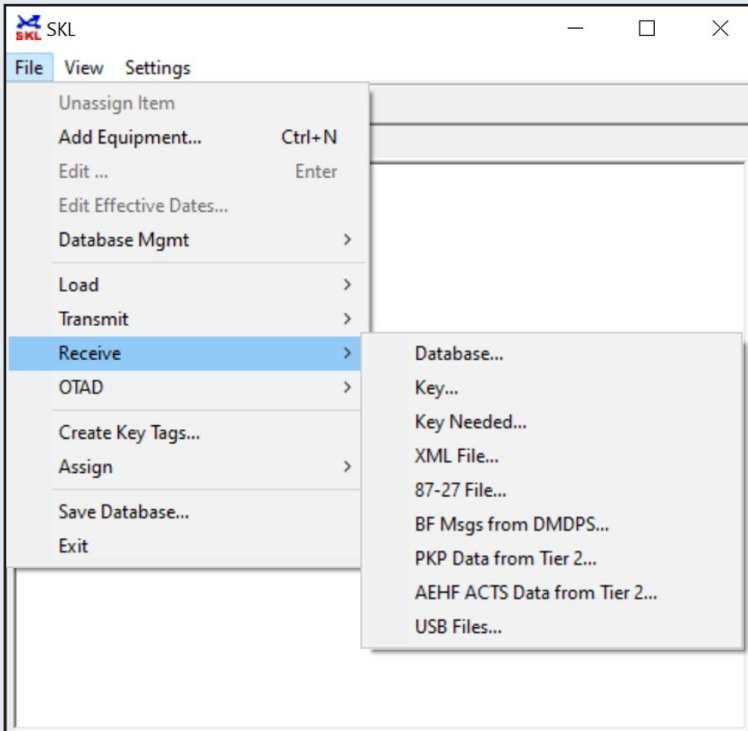 SKL SKL
File View Settings
Unassign Item
Add Equipment... Ctrl+N
Edit ... Enter
Edit Effective Dates...
Database Mgmt
Load
Transmit
Receive
OTAD
Create Key Tags...
Assign
Save Database...
Exit
Database...
Key...
Key Needed...
XML File...
87-27 File...
BF Msgs from DMDPS...
PKP Data from Tier 2...
AEHF ACTS Data from Tier 2...
USB Files...